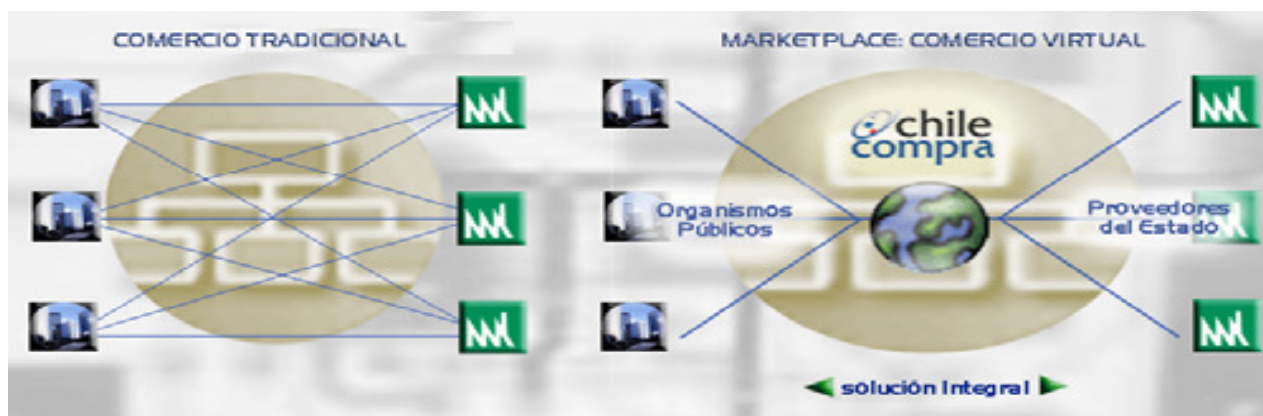 COMERCIO TRADICIONAL
MARKETPLACE: COMERCIO VIRTUAL
chile
compra
Organismos
Públicos
Proveedores
del Estado
solución Integral